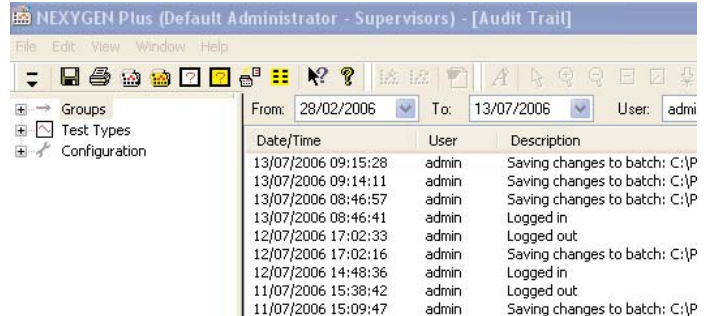 NEXYGEN Plus (Default Administrator - Supervisors) - [Audit Trail]
File Edit View Window Help
Groups
Test Types
Configuration
From: 28/02/2006 To: 13/07/2006 User: admi
Date/Time User Description
13/07/2006 09:15:28 admin Saving changes to batch: C:\P
13/07/2006 09:14:11 admin Saving changes to batch: C:\P
13/07/2006 08:46:57 admin Saving changes to batch: C:\P
13/07/2006 08:46:41 admin Logged in
12/07/2006 17:02:33 admin Logged out
12/07/2006 17:02:16 admin Saving changes to batch: C:\P
12/07/2006 14:48:36 admin Logged in
11/07/2006 15:38:42 admin Logged out
11/07/2006 15:09:47 admin Saving changes to batch: C:\P